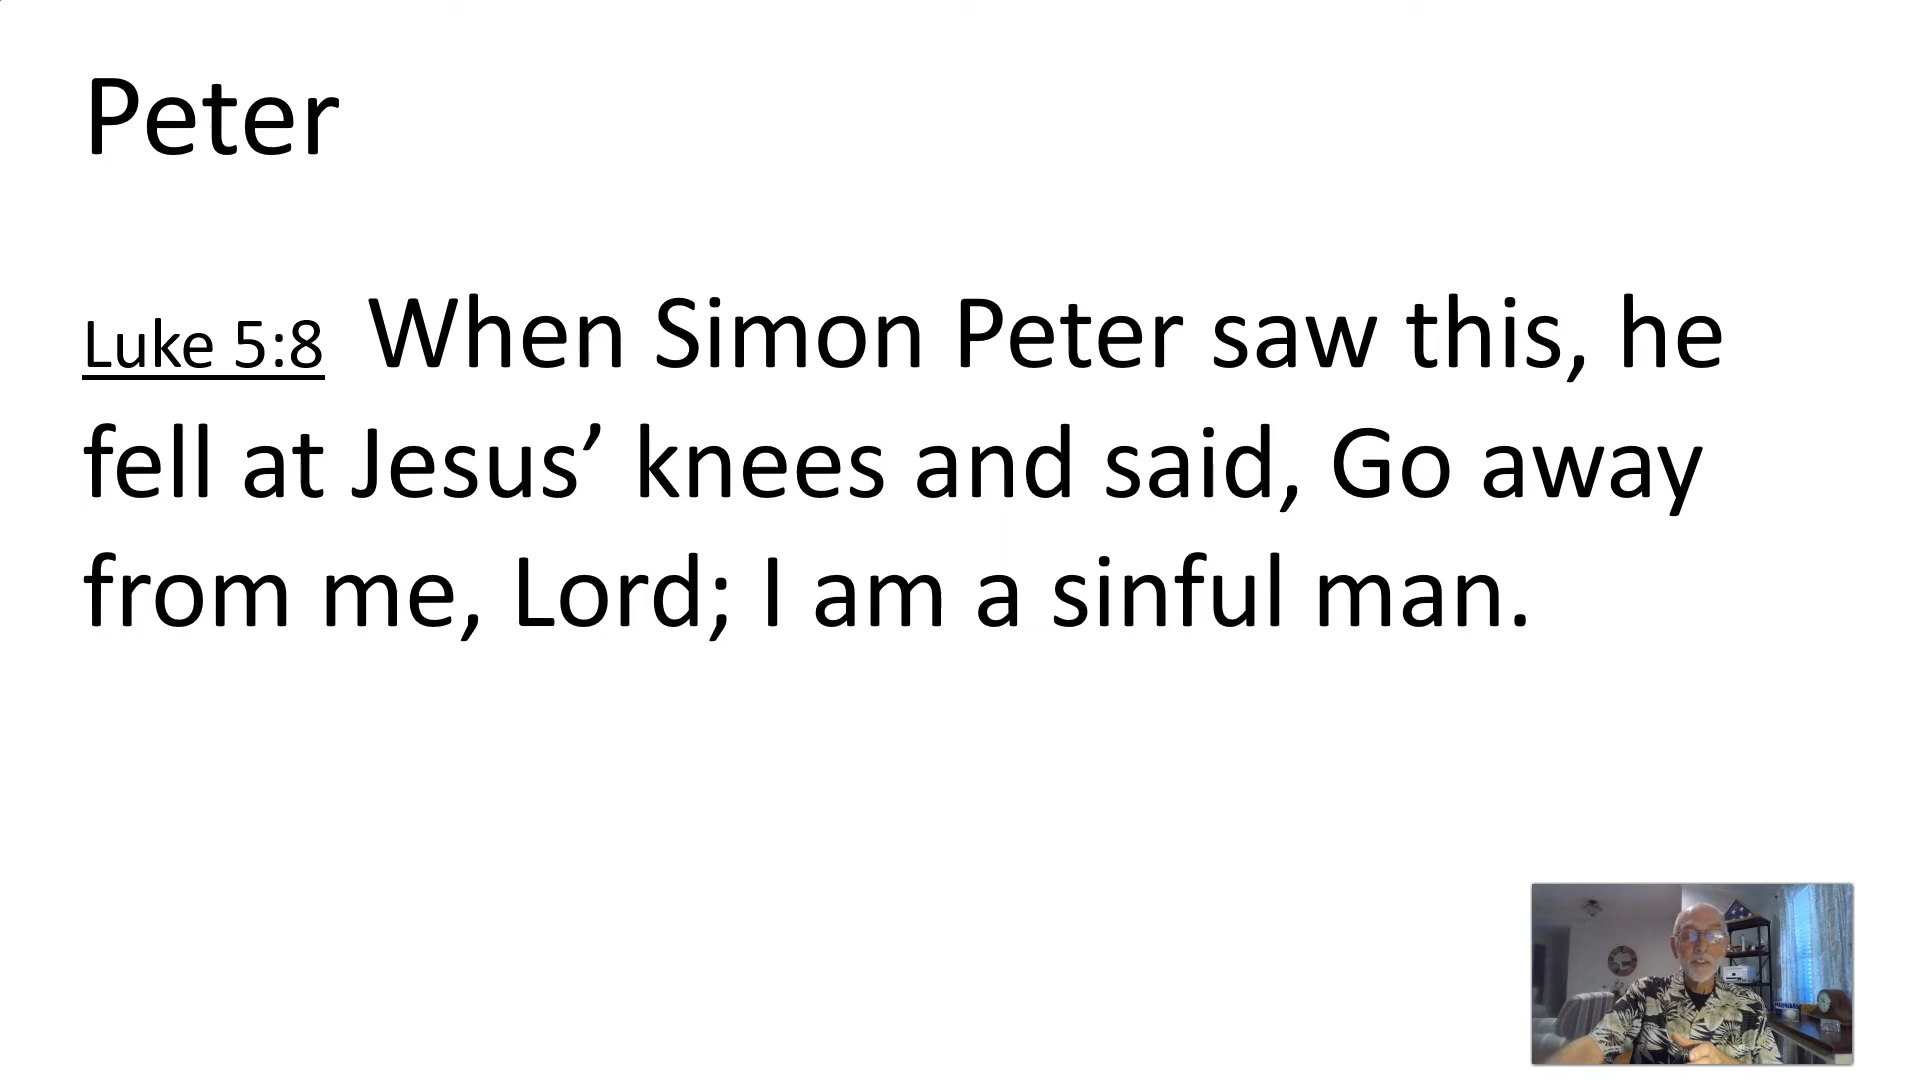 Peter
Luke 5:8 When Simon Peter saw this, he
fell at Jesus’ knees and said, Go away
from me, Lord; I am a sinful man.